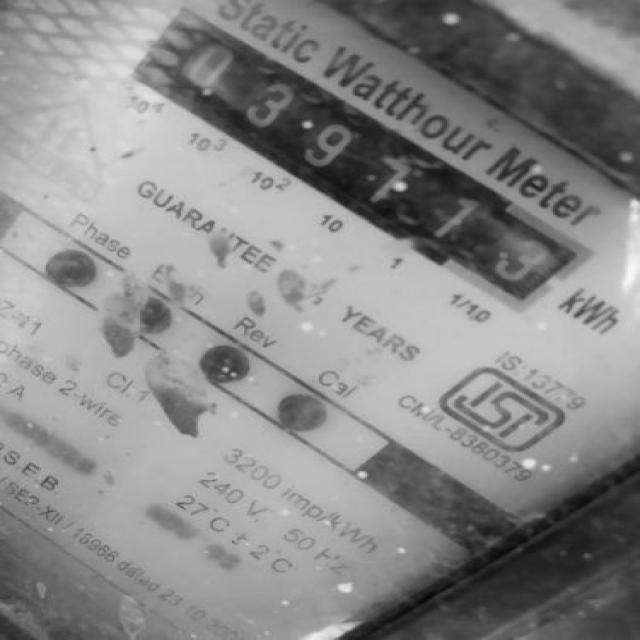 Static Watthour Meter
0 3 9 1 1 3
10⁴ 10³ 10² 10 1 1/10 kWh
GUARANTEE YEARS
Phase Rev Cal
IS:13779
CM/L-8380379
phase 2-wire Cl.1
3200 imp/kWh
240 V. 50 Hz
27°C ± 2°C
S.E.B.